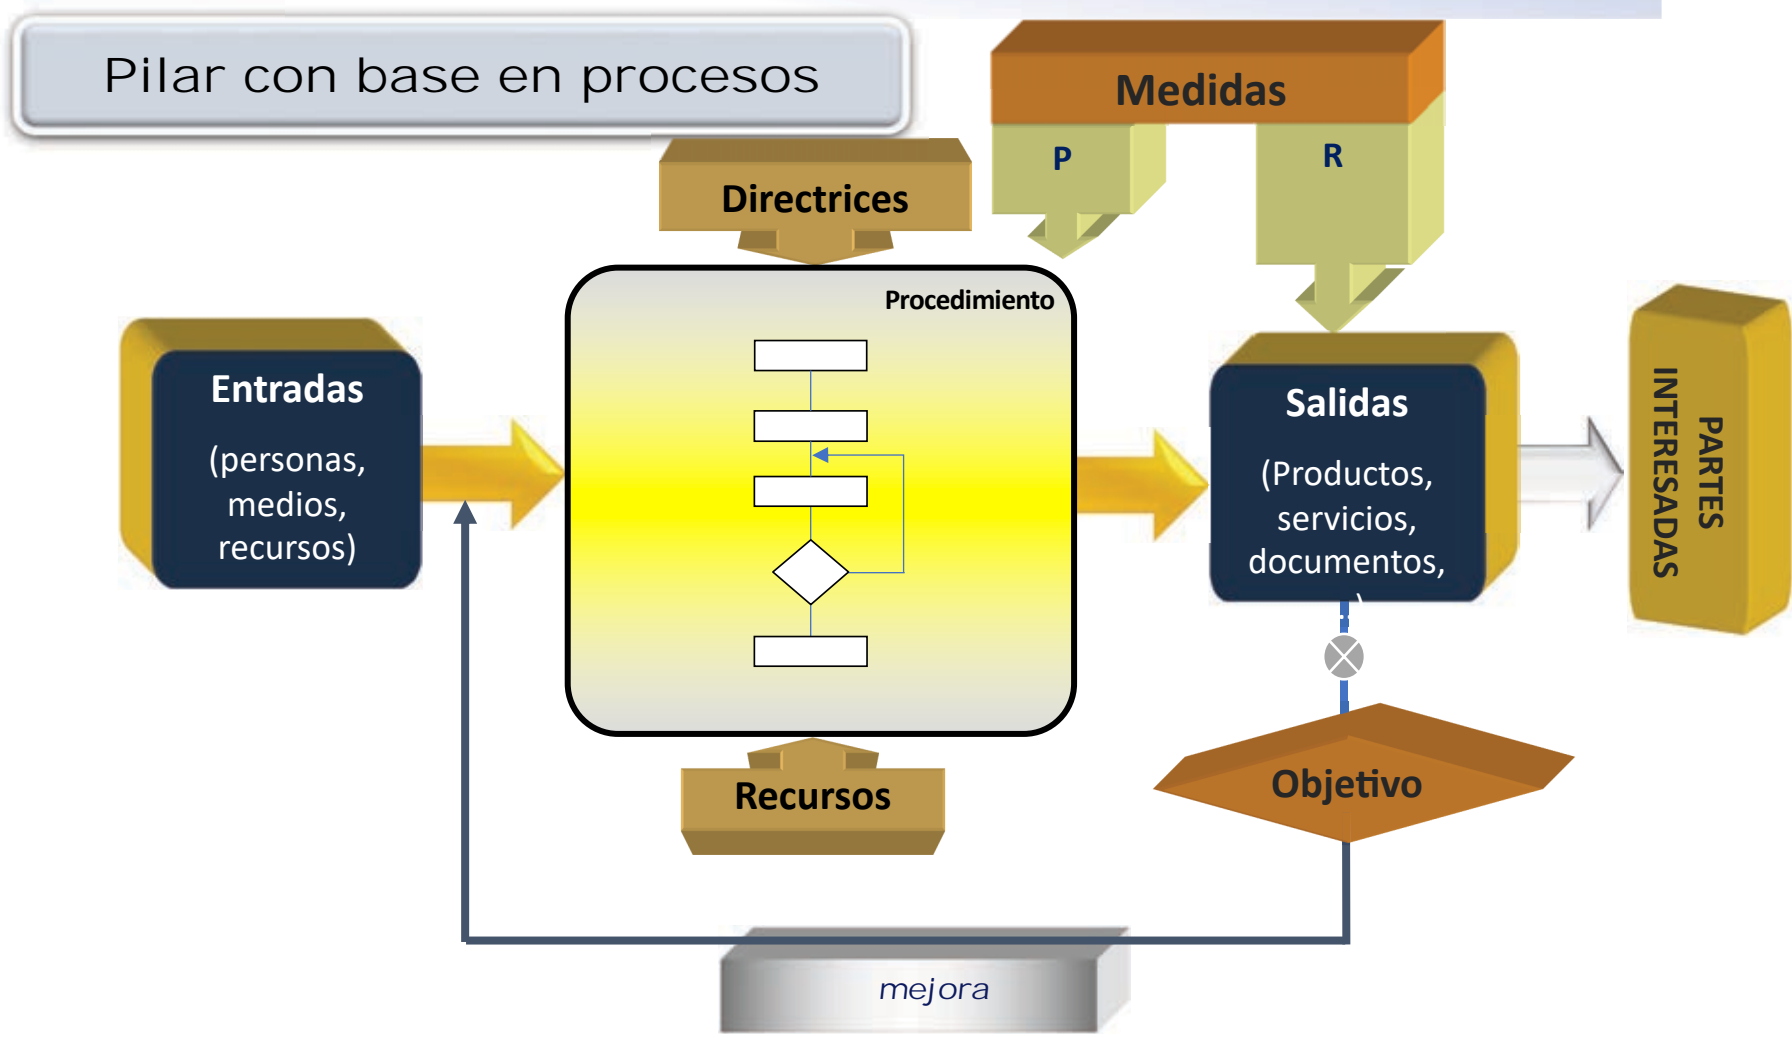 Pilar con base en procesos
Medidas
P
R
Directrices
Procedimiento
Entradas
(personas,
medios,
recursos)
Salidas
(Productos,
servicios,
documentos,
)
PARTES
INTERESADAS
Recursos
Objetivo
mejora